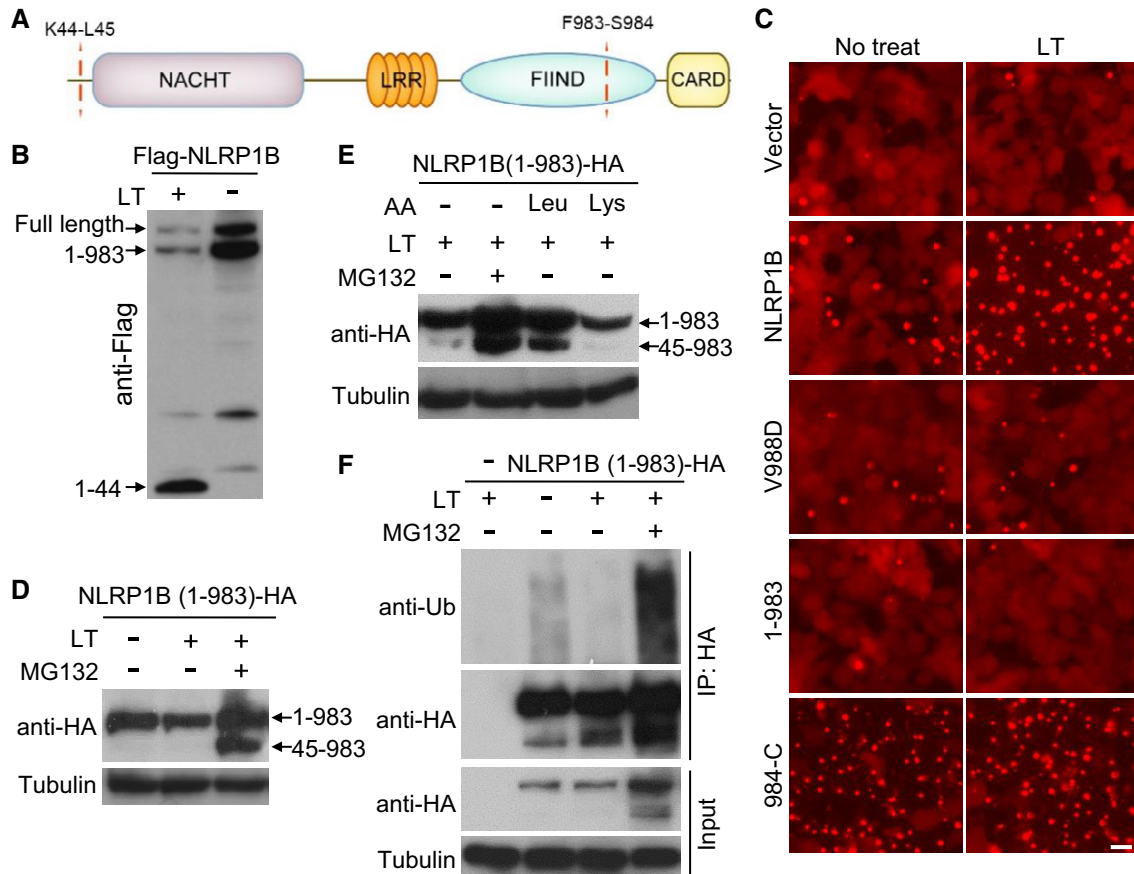 A
K44-L45
F983-S984
NACHT
LRR
FIIND
CARD
B
Flag-NLRP1B
LT + -
Full length
1-983
anti-Flag
1-44
C
No treat
LT
Vector
NLRP1B
V988D
1-983
984-C
D
NLRP1B (1-983)-HA
LT - + +
MG132 - - +
anti-HA
1-983
45-983
Tubulin
E
NLRP1B(1-983)-HA
AA - - Leu Lys
LT + + + +
MG132 - + - -
anti-HA
1-983
45-983
Tubulin
F
- NLRP1B (1-983)-HA
LT + - + +
MG132 - - - +
anti-Ub
anti-HA
IP: HA
anti-HA
Tubulin
Input